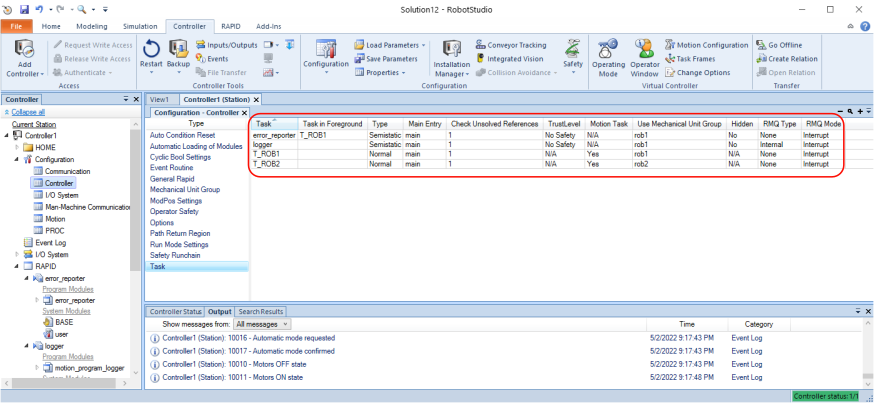 Solution12 - RobotStudio
File Home Modeling Simulation Controller RAPID Add-Ins
Add Controller
Request Write Access
Release Write Access
Authenticate
Access
Restart Backup
Inputs/Outputs
Events
File Transfer
Controller Tools
Configuration
Load Parameters
Save Parameters
Properties
Installation Manager
Conveyor Tracking
Integrated Vision
Collision Avoidance
Safety
Configuration
Operating Mode
Operator Window
Motion Configuration
Task Frames
Change Options
Virtual Controller
Go Offline
Create Relation
Open Relation
Transfer
Controller
Collapse all
Current Station
Controller1
HOME
Configuration
Communication
Controller
I/O System
Man-Machine Communication
Motion
PROC
Event Log
I/O System
RAPID
error_reporter
Program Modules
error_reporter
System Modules
BASE
user
logger
Program Modules
motion_program_logger
View1 Controller1 (Station) X
Configuration - Controller X
Type
Auto Condition Reset
Automatic Loading of Modules
Cyclic Bool Settings
Event Routine
General Rapid
Mechanical Unit Group
ModPos Settings
Operator Safety
Options
Path Return Region
Run Mode Settings
Safety Runchain
Task
Task Task in Foreground Type Main Entry Check Unsolved References TrustLevel Motion Task Use Mechanical Unit Group Hidden RMQ Type RMQ Mode
error_reporter T_ROB1 Semistatic main 1 No Safety N/A rob1 No None Interrupt
logger Semistatic main 1 No Safety N/A rob1 No Internal Interrupt
T_ROB1 Normal main 1 N/A Yes rob1 N/A None Interrupt
T_ROB2 Normal main 1 N/A Yes rob2 N/A None Interrupt
Controller Status Output Search Results
Show messages from: All messages
Time Category
Controller1 (Station): 10016 - Automatic mode requested 5/2/2022 9:17:43 PM Event Log
Controller1 (Station): 10017 - Automatic mode confirmed 5/2/2022 9:17:43 PM Event Log
Controller1 (Station): 10010 - Motors OFF state 5/2/2022 9:17:43 PM Event Log
Controller1 (Station): 10011 - Motors ON state 5/2/2022 9:17:48 PM Event Log
Controller status: 1/1